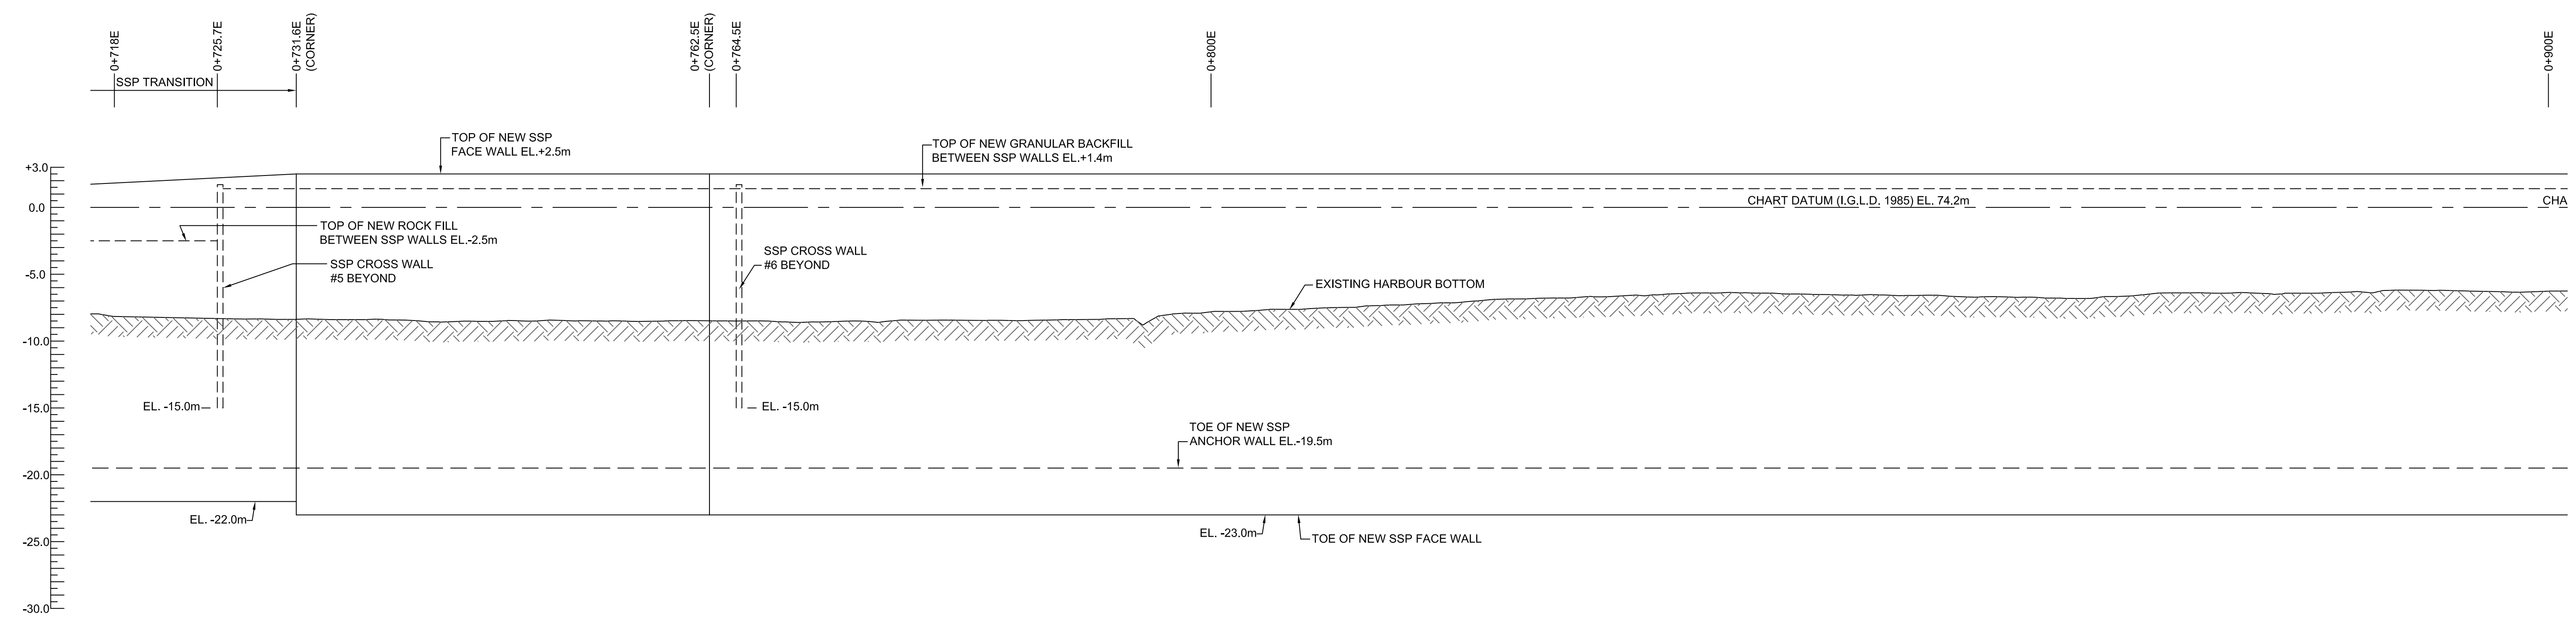 0+718E
0+725.7E
0+731.6E
(CORNER)
0+762.5E
(CORNER)
0+764.5E
0+800E
0+900E
SSP TRANSITION
TOP OF NEW SSP
FACE WALL EL.+2.5m
TOP OF NEW GRANULAR BACKFILL
BETWEEN SSP WALLS EL.+1.4m
+3.0
0.0
CHART DATUM (I.G.L.D. 1985) EL. 74.2m
CHA
TOP OF NEW ROCK FILL
BETWEEN SSP WALLS EL.-2.5m
SSP CROSS WALL
#5 BEYOND
SSP CROSS WALL
#6 BEYOND
-5.0
EXISTING HARBOUR BOTTOM
-10.0
-15.0
EL. -15.0m
EL. -15.0m
TOE OF NEW SSP
ANCHOR WALL EL.-19.5m
-20.0
EL. -22.0m
EL. -23.0m
TOE OF NEW SSP FACE WALL
-25.0
-30.0